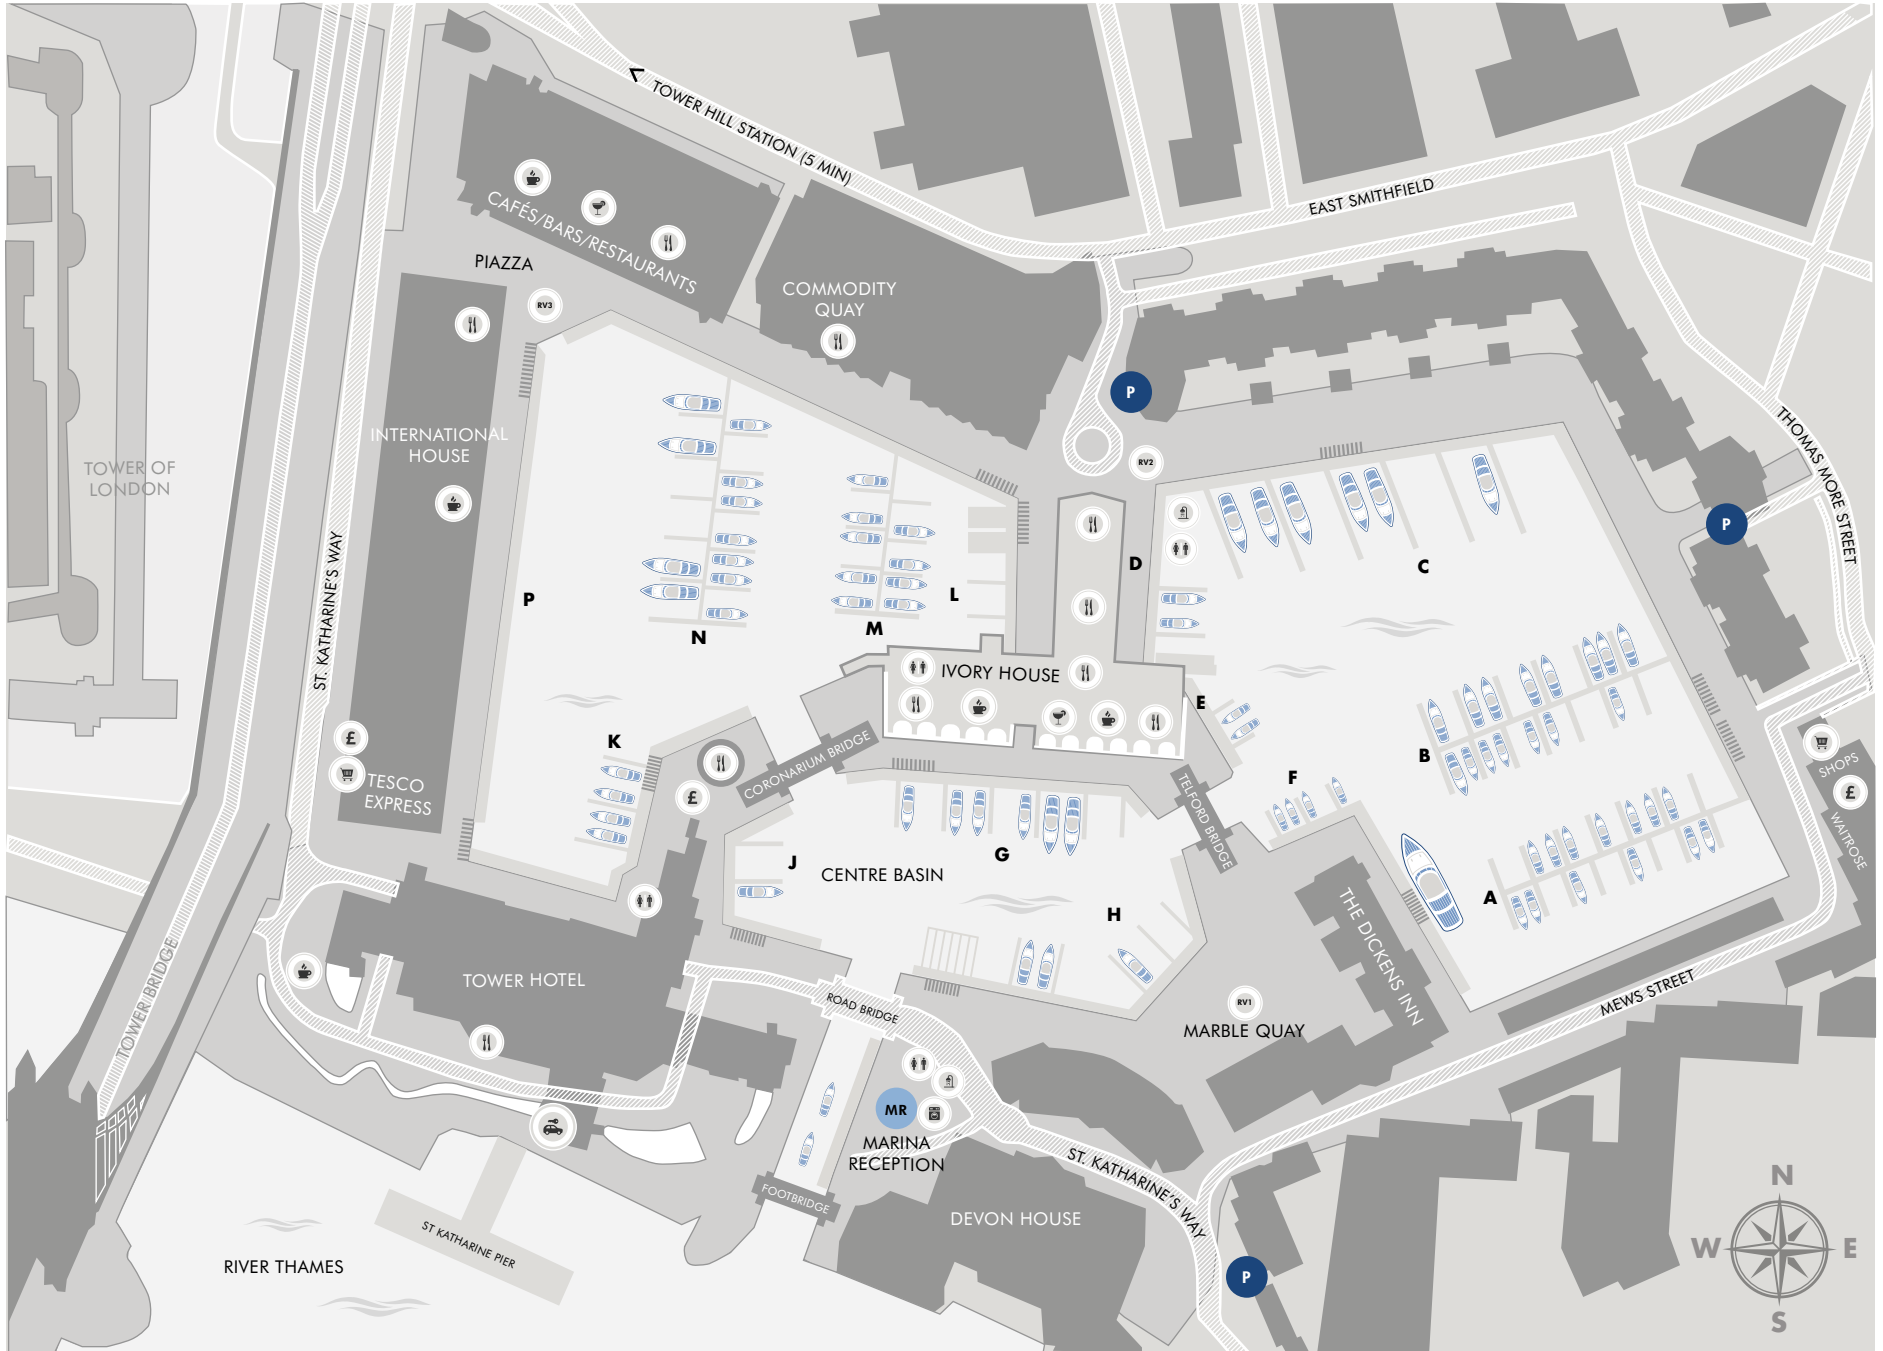 TOWER HILL STATION (5 MIN)
EAST SMITHFIELD
CAFÉS/BARS/RESTAURANTS
PIAZZA
RV3
COMMODITY
QUAY
P
THOMAS MORE STREET
INTERNATIONAL
HOUSE
TOWER OF
LONDON
RV2
P
ST. KATHARINE'S WAY
P
N
M
L
D
C
IVORY HOUSE
E
K
£
TESCO
EXPRESS
£
CORONARIUM BRIDGE
TELFORD BRIDGE
F
B
SHOPS
£
WAITROSE
J
CENTRE BASIN
G
H
A
THE DICKENS INN
TOWER BRIDGE
TOWER HOTEL
ROAD BRIDGE
RV1
MARBLE QUAY
MEWS STREET
MR
MARINA
RECEPTION
ST. KATHARINE'S WAY
FOOTBRIDGE
DEVON HOUSE
ST KATHARINE PIER
RIVER THAMES
P
N
W
E
S